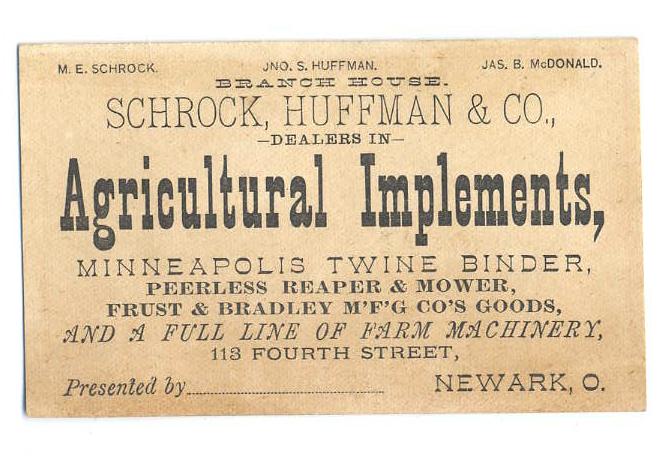 M. E. SCHROCK. JNO. S. HUFFMAN. JAS. B. McDONALD.
BRANCH HOUSE.
SCHROCK, HUFFMAN & CO.,
—DEALERS IN—
Agricultural Implements,
MINNEAPOLIS TWINE BINDER,
PEERLESS REAPER & MOWER,
FRUST & BRADLEY M'F'G CO'S GOODS,
AND A FULL LINE OF FARM MACHINERY,
113 FOURTH STREET,
Presented by NEWARK, O.